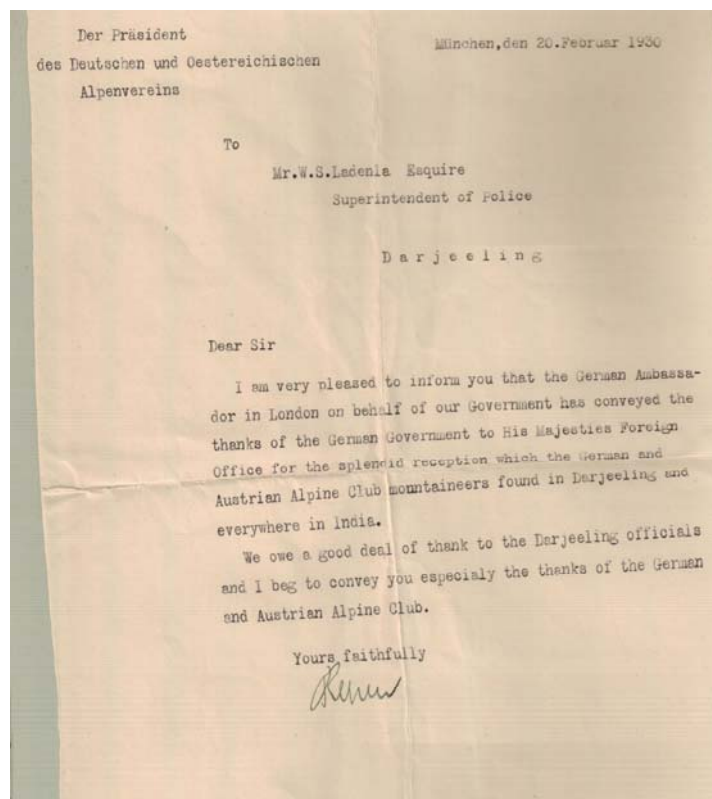 Der Präsident
München,den 20.Februar 1930
des Deutschen und Oestereichischen
Alpenvereins
To
Mr.W.S.Ladenla Esquire
Superintendent of Police
Darjeeling
Dear Sir
I am very pleased to inform you that the German Ambassa-
dor in London on behalf of our Government has conveyed the
thanks of the German Government to His Majesties Foreign
Office for the splendid reception which the German and
Austrian Alpine Club mountaineers found in Darjeeling and
everywhere in India.
We owe a good deal of thank to the Darjeeling officials
and I beg to convey you especialy the thanks of the German
and Austrian Alpine Club.
Yours faithfully